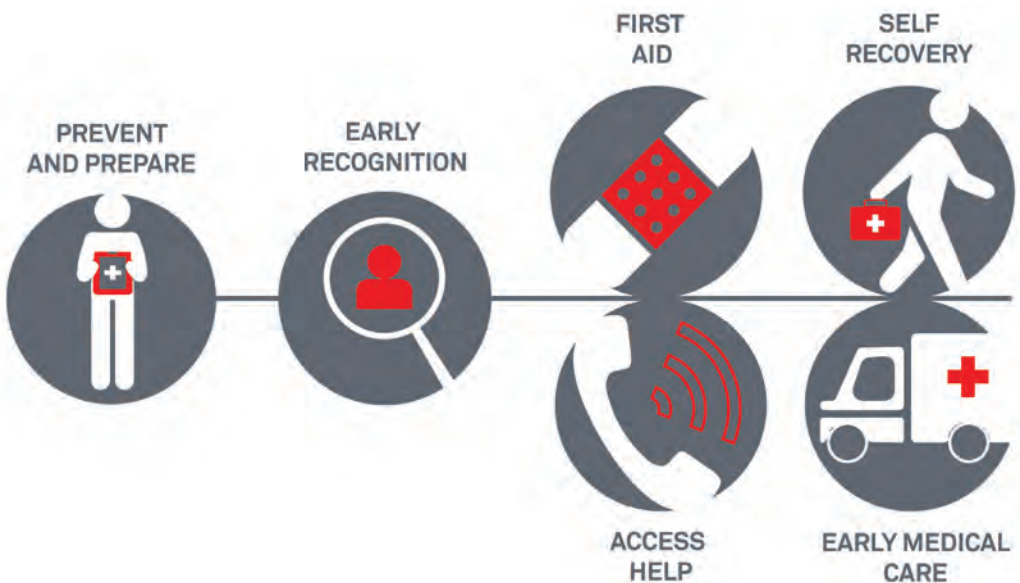 PREVENT
AND PREPARE
EARLY
RECOGNITION
FIRST
AID
SELF
RECOVERY
ACCESS
HELP
EARLY MEDICAL
CARE